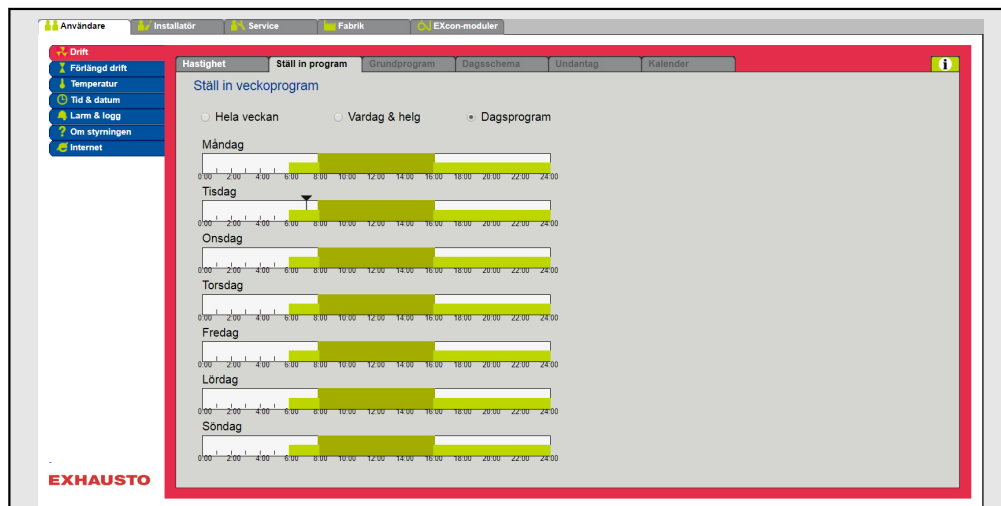 Användare Installatör Service Fabrik EXcon-moduler
Drift
Förlängd drift
Temperatur
Tid & datum
Larm & logg
Om styrningen
Internet
Hastighet Ställ in program Grundprogram Dagsschema Undantag Kalender
Ställ in veckoprogram
Hela veckan Vardag & helg Dagsprogram
Måndag
0:00 2:00 4:00 6:00 8:00 10:00 12:00 14:00 16:00 18:00 20:00 22:00 24:00
Tisdag
0:00 2:00 4:00 6:00 8:00 10:00 12:00 14:00 16:00 18:00 20:00 22:00 24:00
Onsdag
0:00 2:00 4:00 6:00 8:00 10:00 12:00 14:00 16:00 18:00 20:00 22:00 24:00
Torsdag
0:00 2:00 4:00 6:00 8:00 10:00 12:00 14:00 16:00 18:00 20:00 22:00 24:00
Fredag
0:00 2:00 4:00 6:00 8:00 10:00 12:00 14:00 16:00 18:00 20:00 22:00 24:00
Lördag
0:00 2:00 4:00 6:00 8:00 10:00 12:00 14:00 16:00 18:00 20:00 22:00 24:00
Söndag
0:00 2:00 4:00 6:00 8:00 10:00 12:00 14:00 16:00 18:00 20:00 22:00 24:00
EXHAUSTO